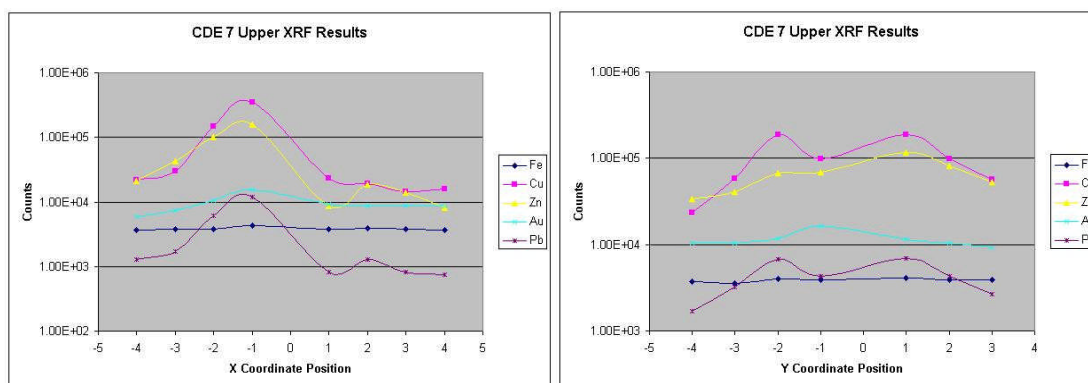 CDE 7 Upper XRF Results
1.00E+06
1.00E+05
1.00E+04
1.00E+03
1.00E+02
Counts
-5 -4 -3 -2 -1 0 1 2 3 4 5
X Coordinate Position
Fe
Cu
Zn
Au
Pb
CDE 7 Upper XRF Results
1.00E+06
1.00E+05
1.00E+04
1.00E+03
Counts
-5 -4 -3 -2 -1 0 1 2 3 4
Y Coordinate Position
F
C
Z
A
P